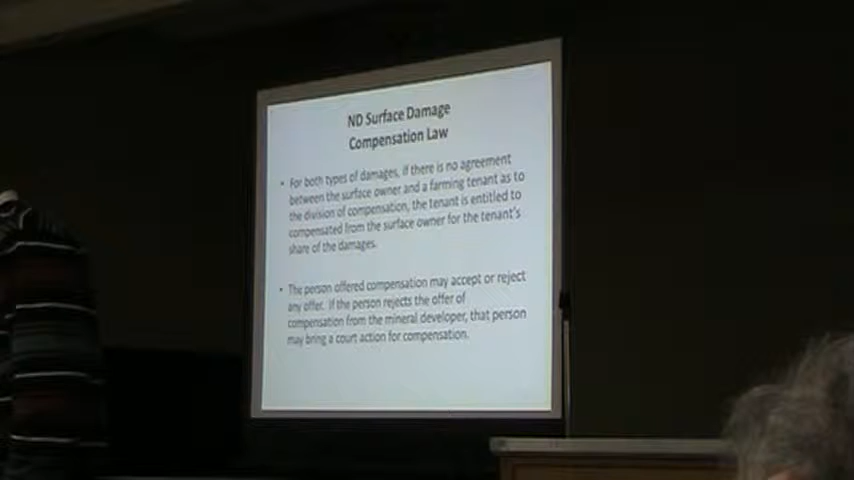 ND Surface Damage
Compensation Law
• For both types of damages, if there is no agreement
between the surface owner and a farming tenant as to
the division of compensation, the tenant is entitled to
compensated from the surface owner for the tenant's
share of the damages.
• The person offered compensation may accept or reject
any offer. If the person rejects the offer of
compensation from the mineral developer, that person
may bring a court action for compensation.